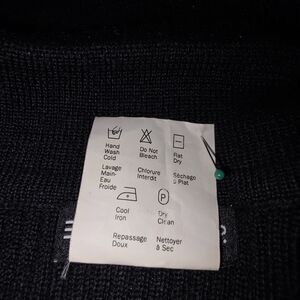 Hand Do Not Flat
Wash Bleach Dry
Cold
Lavage Chlorure Séchage
Main- Interdit à Plat
Eau
Froide
P
Cool Dry
Iron Clean
Repassage Nettoyer
Doux à Sec